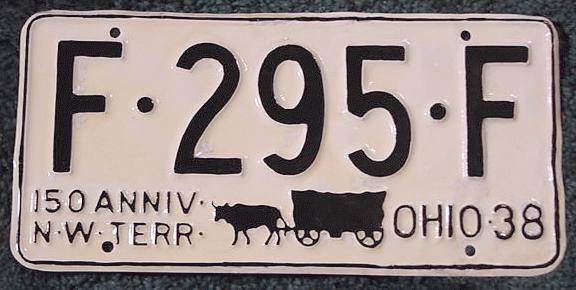 F·295·F
150 ANNIV·
N·W·TERR·
OHIO·38